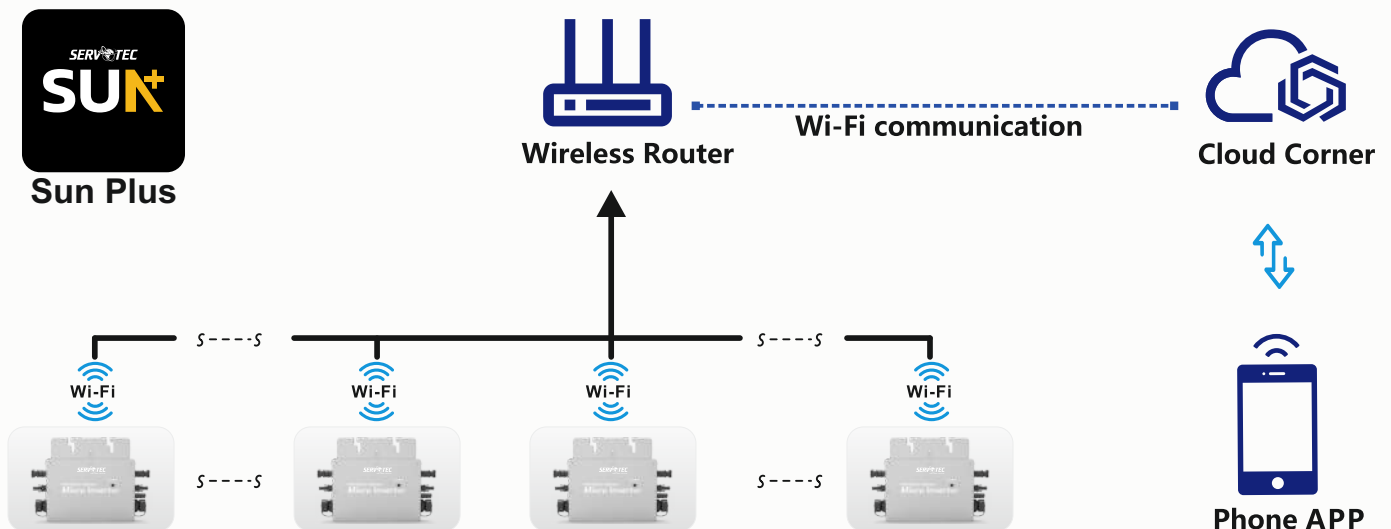 SERVOTEC
SUN+
Sun Plus
Wireless Router
Wi-Fi communication
Cloud Corner
S----S
S----S
Wi-Fi
Wi-Fi
Wi-Fi
Wi-Fi
SERVOTEC
Micro Inverter
S----S
SERVOTEC
Micro Inverter
SERVOTEC
Micro Inverter
S----S
SERVOTEC
Micro Inverter
Phone APP